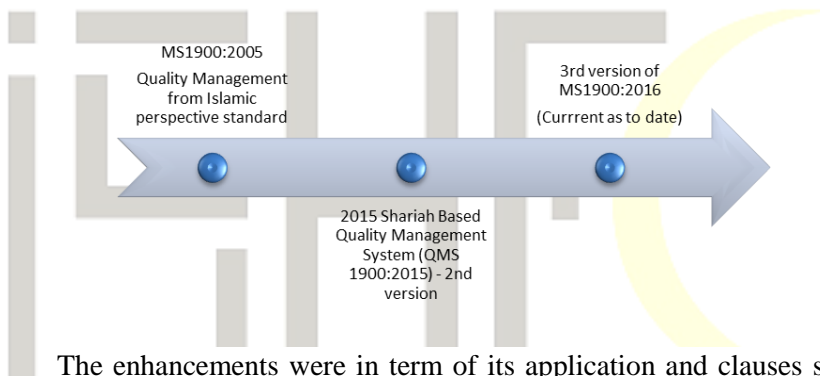 MS1900:2005
Quality Management
from Islamic
perspective standard
2015 Shariah Based
Quality Management
System (QMS
1900:2015) - 2nd
version
3rd version of
MS1900:2016
(Currrent as to date)
The enhancements were in term of its application and clauses